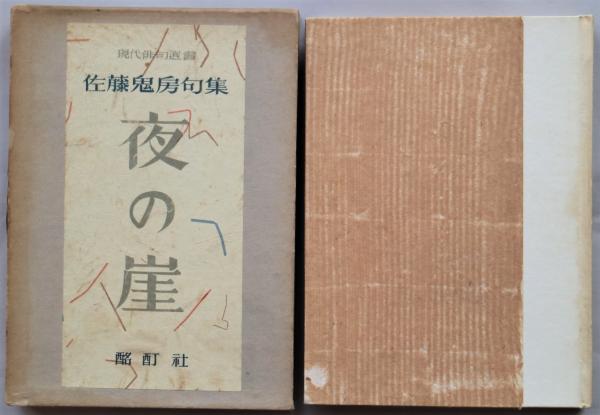 現代俳句選書
佐藤鬼房句集
夜の崖
酩酊社